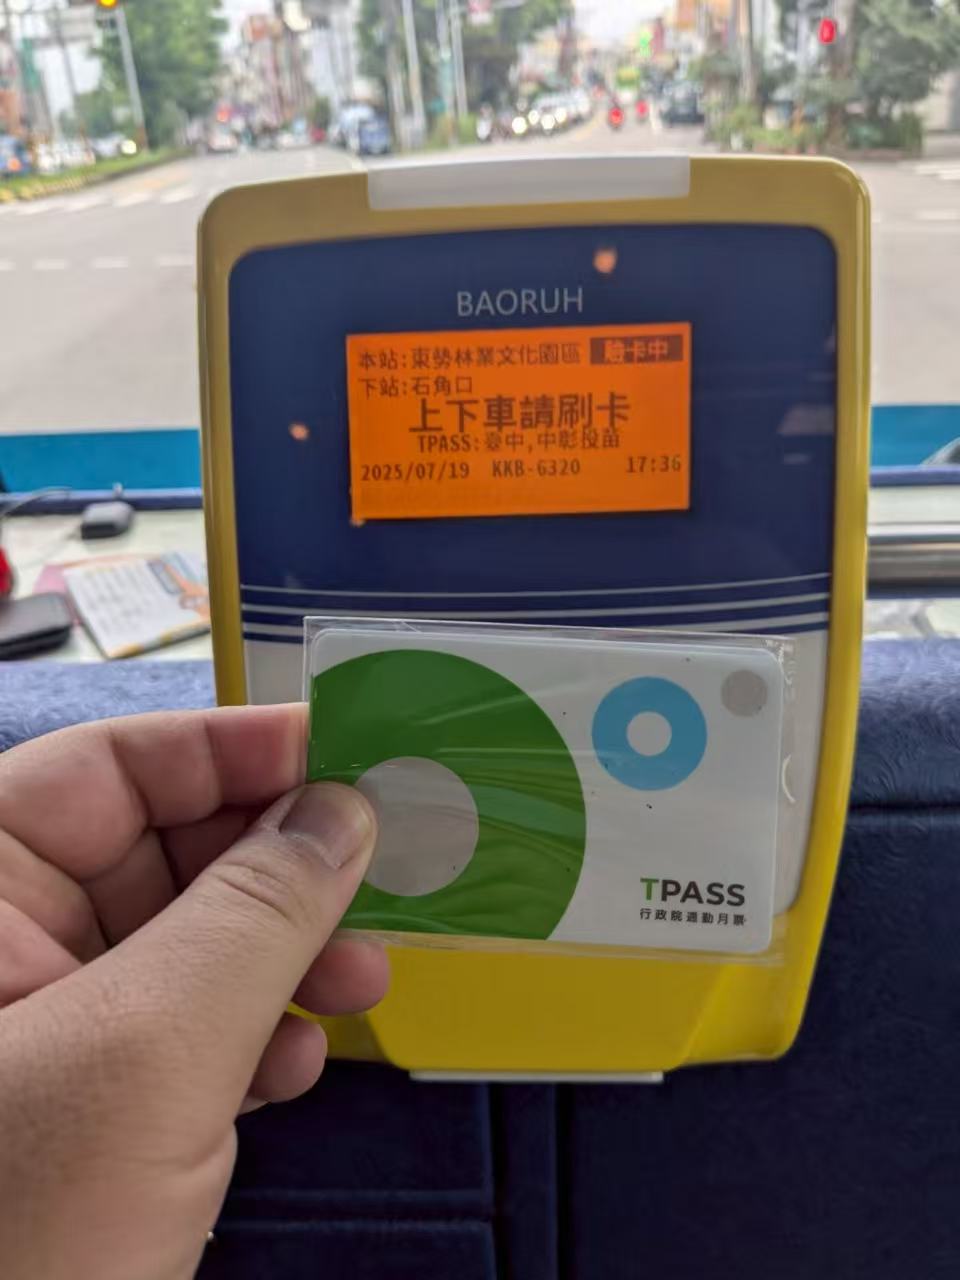 BAORUH
本站:東勢林業文化園區 驗卡中
下站:石角口
上下車請刷卡
TPASS:臺中,中彰投苗
2025/07/19 KKB-6320 17:36
TPASS
行政院通勤月票